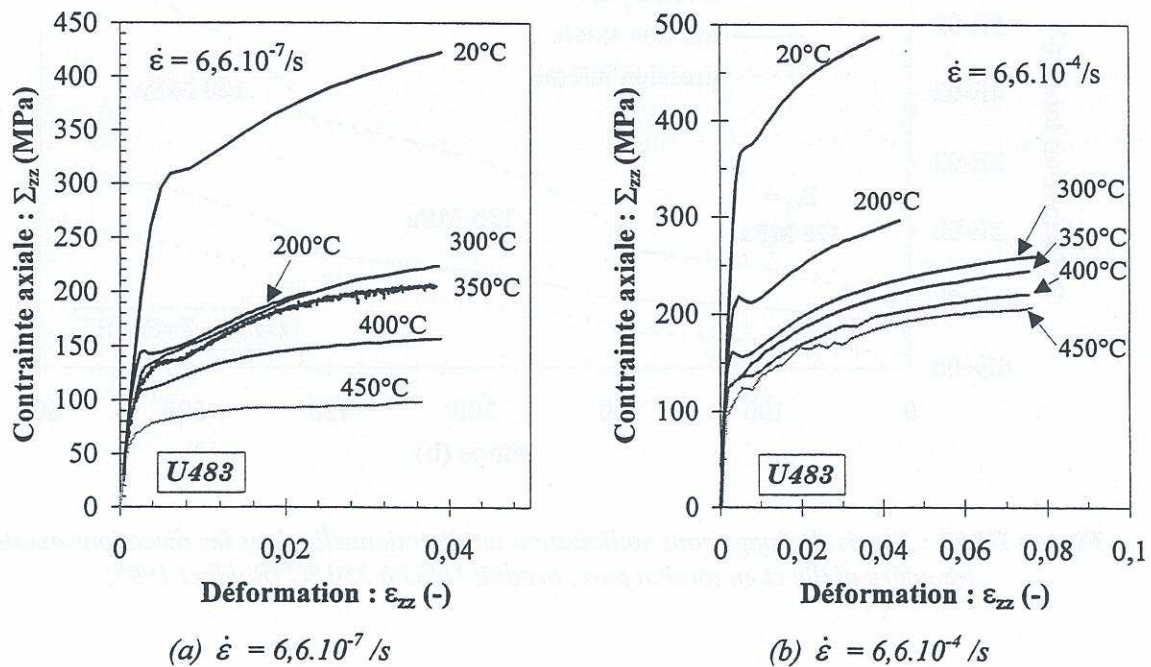 Contrainte axiale : Σzz (MPa)
450
400
350
300
250
200
150
100
50
0
ε̇ = 6,6.10⁻⁷/s
20°C
200°C
300°C
350°C
400°C
450°C
U483
0
0,02
0,04
Déformation : εzz (-)
(a) ε̇ = 6,6.10⁻⁷ /s
Contrainte axiale : Σzz (MPa)
500
400
300
200
100
0
20°C
ε̇ = 6,6.10⁻⁴/s
200°C
300°C
350°C
400°C
450°C
U483
0
0,02
0,04
0,06
0,08
0,1
Déformation : εzz (-)
(b) ε̇ = 6,6.10⁻⁴ /s